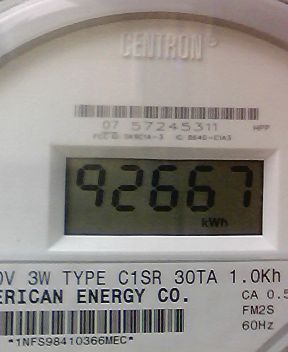 CENTRON®
07 57245311 HPP
92667
kWh
0V 3W TYPE C1SR 30TA 1.0Kh
ERICAN ENERGY CO.
CA 0.5
FM2S
60Hz
*1NFS98410366MEC*